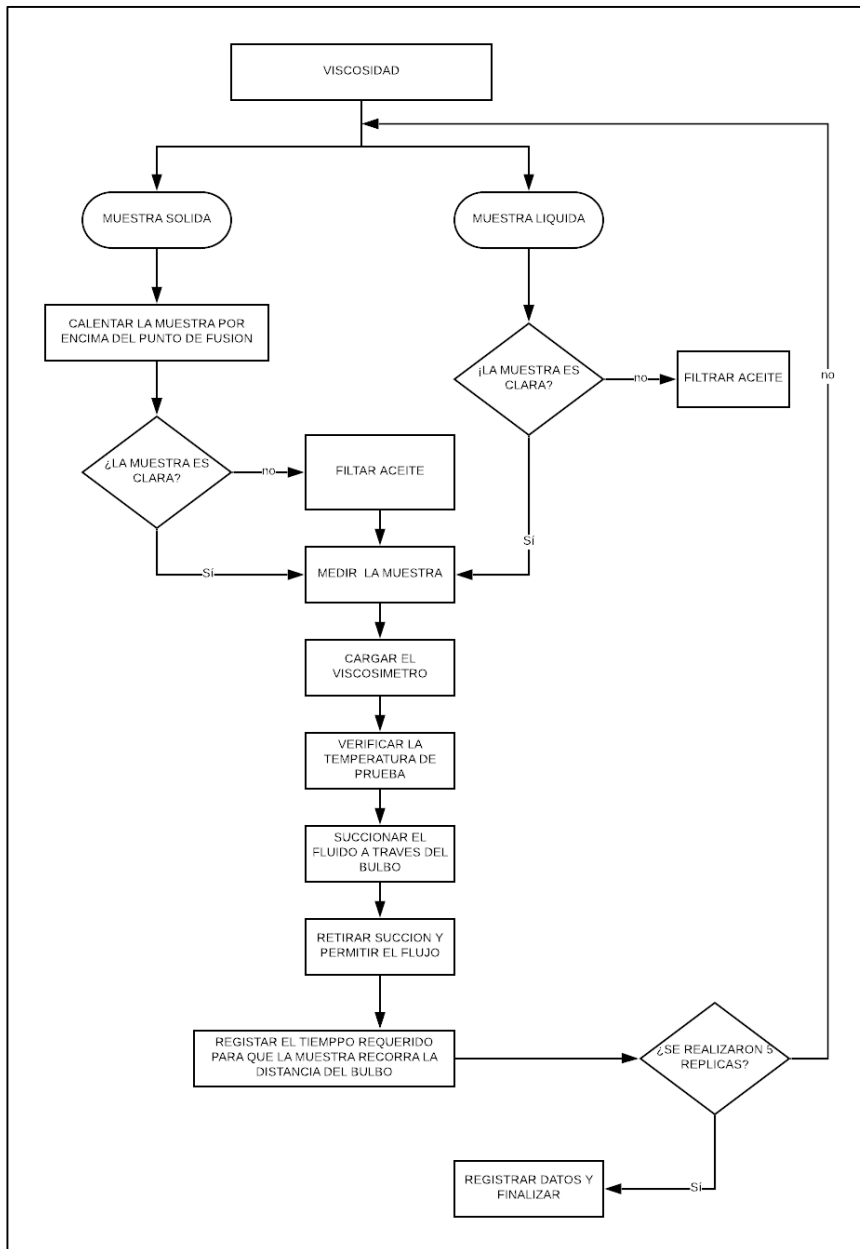 VISCOSIDAD
MUESTRA SOLIDA
MUESTRA LIQUIDA
CALENTAR LA MUESTRA POR
ENCIMA DEL PUNTO DE FUSION
¡LA MUESTRA ES
CLARA?
no
FILTRAR ACEITE
no
¿LA MUESTRA ES
CLARA?
no
FILTAR ACEITE
Sí
Sí
MEDIR LA MUESTRA
CARGAR EL
VISCOSIMETRO
VERIFICAR LA
TEMPERATURA DE
PRUEBA
SUCCIONAR EL
FLUIDO A TRAVES DEL
BULBO
RETIRAR SUCCION Y
PERMITIR EL FLUJO
REGISTAR EL TIEMPPO REQUERIDO
PARA QUE LA MUESTRA RECORRA LA
DISTANCIA DEL BULBO
¿SE REALIZARON 5
REPLICAS?
REGISTRAR DATOS Y
FINALIZAR
Sí